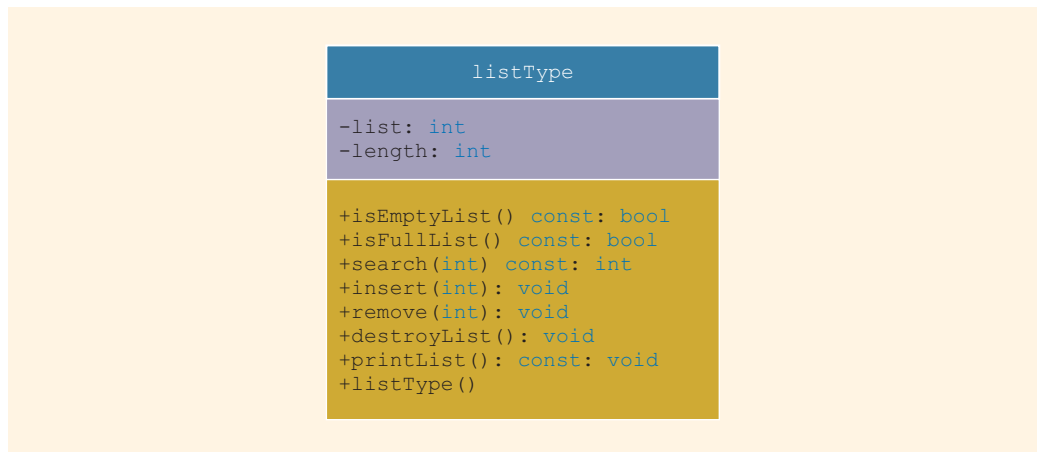 listType
-list: int
-length: int
+isEmptyList() const: bool
+isFullList() const: bool
+search(int) const: int
+insert(int): void
+remove(int): void
+destroyList(): void
+printList(): const: void
+listType()